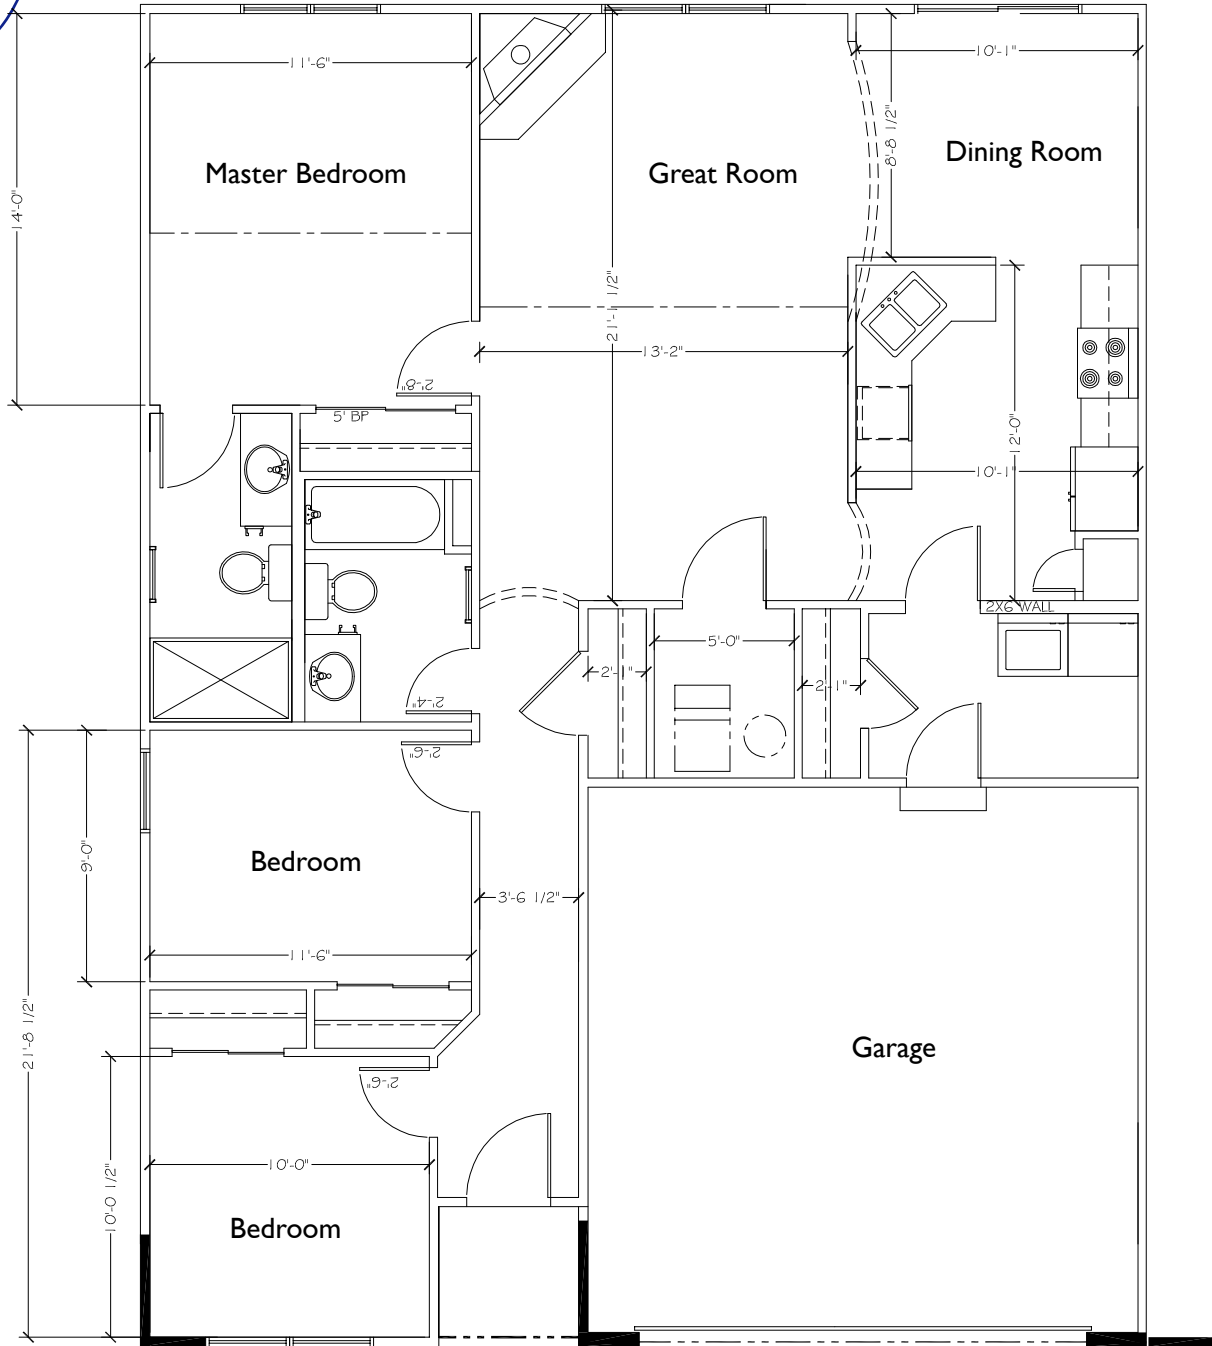 11'-6"
10'-1"
8'-8 1/2"
Dining Room
Master Bedroom
Great Room
14'-0"
21'-1 1/2"
13'-2"
2'-8"
5' BP
12'-0"
10'-1"
2X6 WALL
5'-0"
2'-1"
2'-1"
2'-4"
2'-6"
9'-0"
Bedroom
3'-6 1/2"
11'-6"
21'-8 1/2"
Garage
2'-6"
10'-0"
10'-0 1/2"
Bedroom